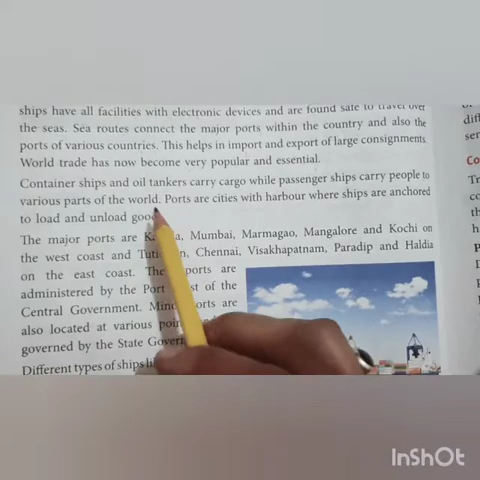 ships have all facilities with electronic devices and are found safe to travel over
the seas. Sea routes connect the major ports within the country and also the
ports of various countries. This helps in import and export of large consignments.
World trade has now become very popular and essential.
Container ships and oil tankers carry cargo while passenger ships carry people to
various parts of the world. Ports are cities with harbour where ships are anchored
to load and unload
The major ports are Mumbai, Marmagao, Mangalore and Kochi on
the west coast and Chennai, Visakhapatnam, Paradip and Haldia
on the east coast. ports are
administered by the Port of the
Central Government. are
also located at various
governed by the State
Different types of ships
diff
ser
Co
InShOt